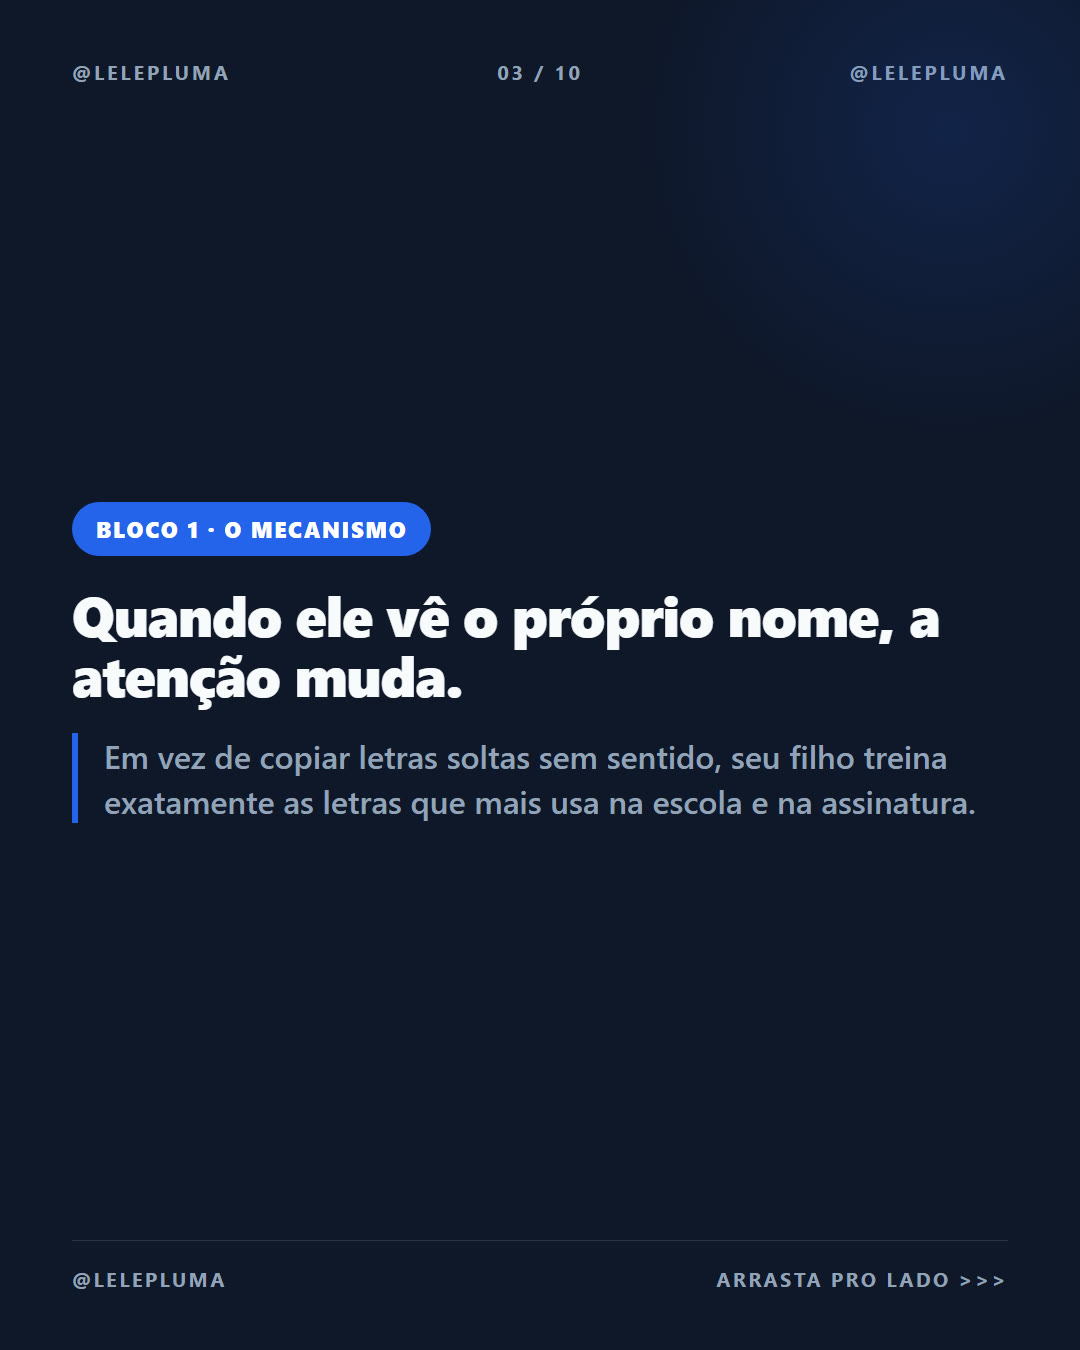 @LELEPLUMA
03 / 10
@LELEPLUMA
BLOCO 1 · O MECANISMO
Quando ele vê o próprio nome, a
atenção muda.
Em vez de copiar letras soltas sem sentido, seu filho treina
exatamente as letras que mais usa na escola e na assinatura.
@LELEPLUMA
ARRASTA PRO LADO >>>